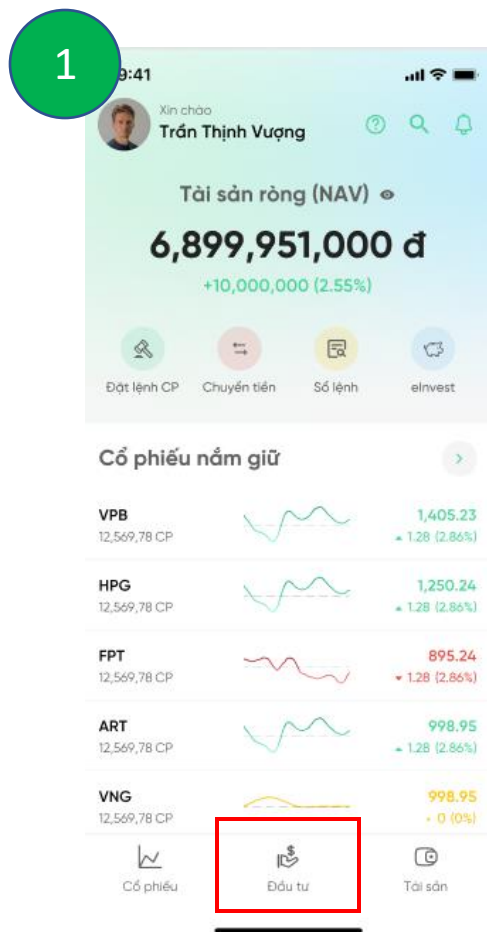 1
9:41
Xin chào
Trần Thịnh Vượng
Tài sản ròng (NAV)
6,899,951,000 đ
+10,000,000 (2.55%)
Đặt lệnh CP Chuyển tiền Sổ lệnh eInvest
Cổ phiếu nắm giữ
VPB 1,405.23
12,569,78 CP 1.28 (2.86%)
HPG 1,250.24
12,569,78 CP 1.28 (2.86%)
FPT 895.24
12,569,78 CP 1.28 (2.86%)
ART 998.95
12,569,78 CP 1.28 (2.86%)
VNG 998.95
12,569,78 CP 0 (0%)
Cổ phiếu Đầu tư Tài sản